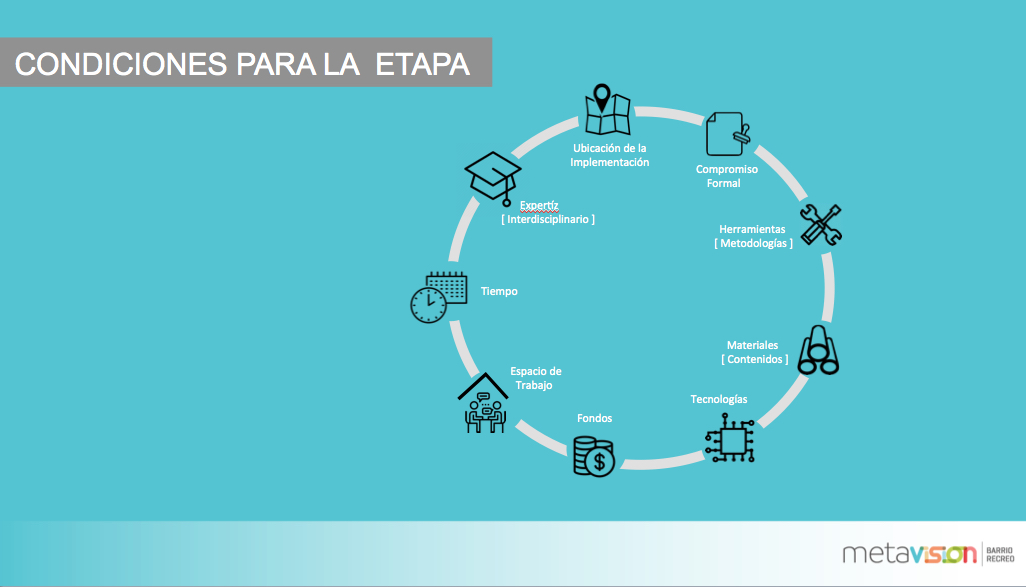 CONDICIONES PARA LA ETAPA
Ubicación de la
Implementación
Compromiso
Formal
Herramientas
[ Metodologías ]
Materiales
[ Contenidos ]
Tecnologías
Fondos
Espacio de
Trabajo
Tiempo
Expertíz
[ Interdisciplinario ]
$
metavision
BARRIO
RECREO